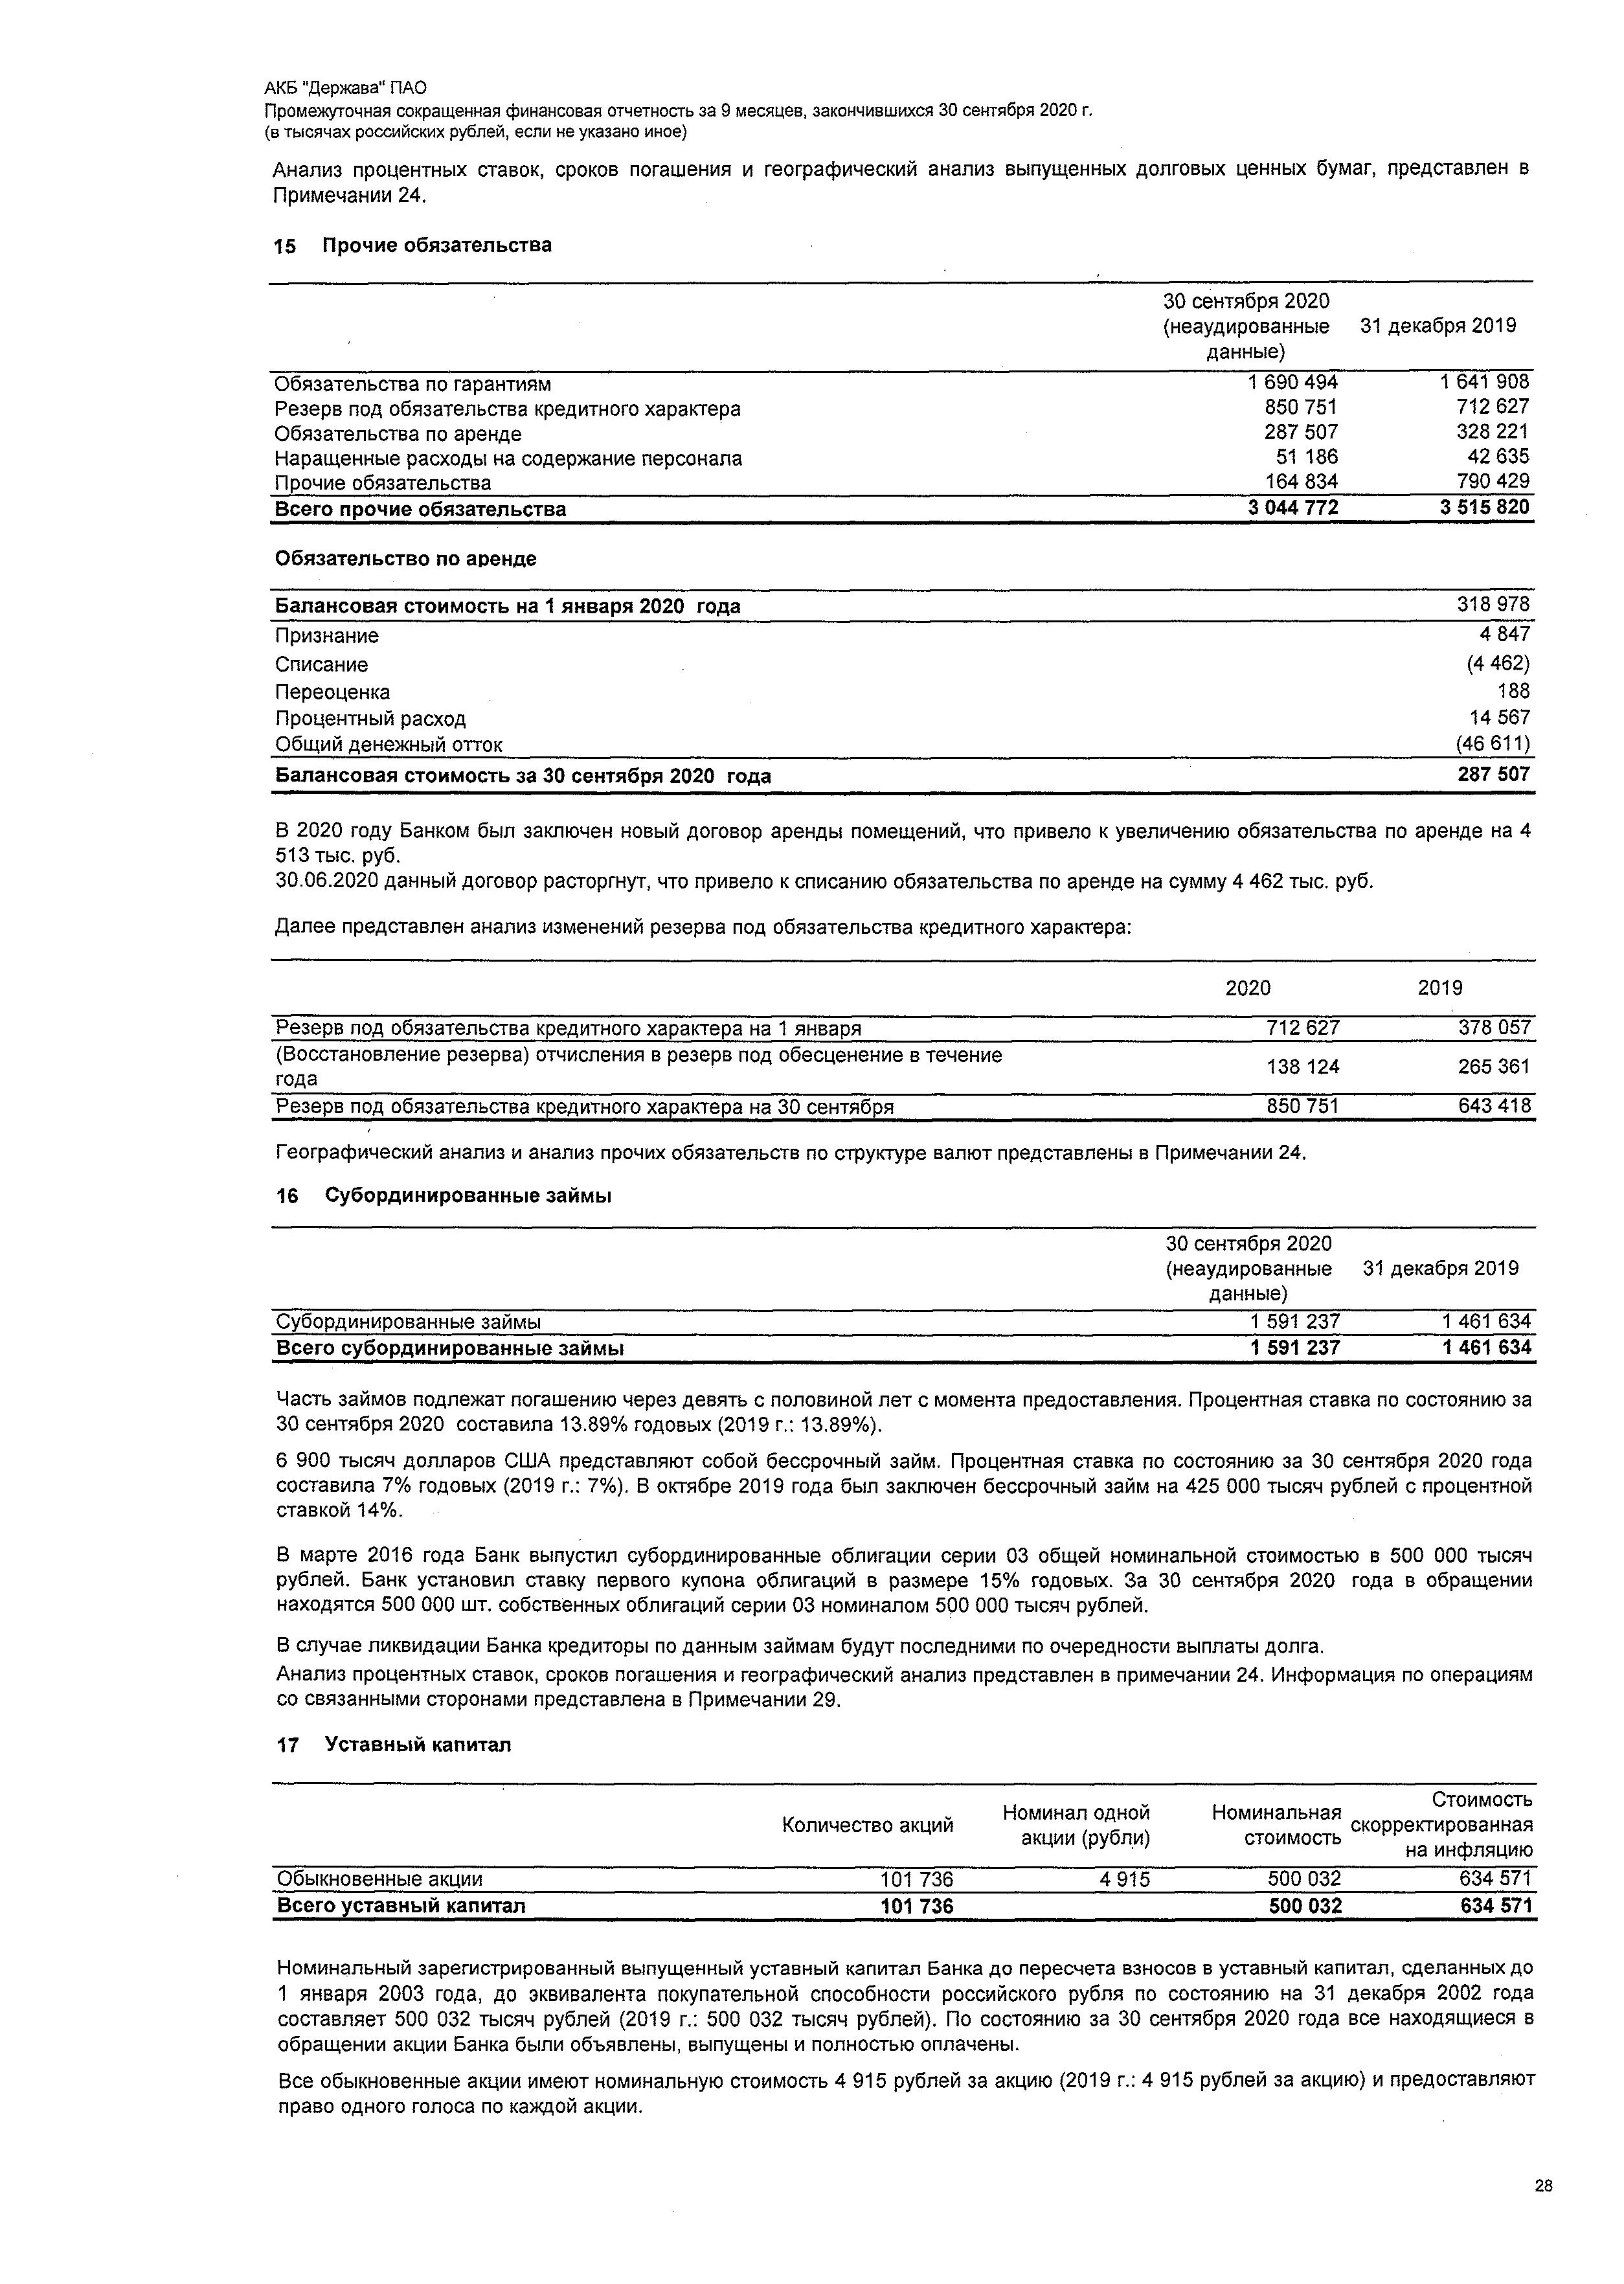 АКБ "Держава" ПАО
Промежуточная сокращенная финансовая отчетность за 9 месяцев, закончившихся 30 сентября 2020 г.
(в тысячах российских рублей, если не указано иное)
Анализ процентных ставок, сроков погашения и географический анализ выпущенных долговых ценных бумаг, представлен в
Примечании 24.
15 Прочие обязательства
30 сентября 2020
(неаудированные 31 декабря 2019
данные)
Обязательства по гарантиям 1 690 494 1 641 908
Резерв под обязательства кредитного характера 850 751 712 627
Обязательства по аренде 287 507 328 221
Наращенные расходы на содержание персонала 51 186 42 635
Прочие обязательства 164 834 790 429
Всего прочие обязательства 3 044 772 3 515 820
Обязательство по аренде
Балансовая стоимость на 1 января 2020 года 318 978
Признание 4 847
Списание (4 462)
Переоценка 188
Процентный расход 14 567
Общий денежный отток (46 611)
Балансовая стоимость за 30 сентября 2020 года 287 507
В 2020 году Банком был заключен новый договор аренды помещений, что привело к увеличению обязательства по аренде на 4
513 тыс. руб.
30.06.2020 данный договор расторгнут, что привело к списанию обязательства по аренде на сумму 4 462 тыс. руб.
Далее представлен анализ изменений резерва под обязательства кредитного характера:
2020 2019
Резерв под обязательства кредитного характера на 1 января 712 627 378 057
(Восстановление резерва) отчисления в резерв под обесценение в течение
года 138 124 265 361
Резерв под обязательства кредитного характера на 30 сентября 850 751 643 418
Географический анализ и анализ прочих обязательств по структуре валют представлены в Примечании 24.
16 Субординированные займы
30 сентября 2020
(неаудированные 31 декабря 2019
данные)
Субординированные займы 1 591 237 1 461 634
Всего субординированные займы 1 591 237 1 461 634
Часть займов подлежат погашению через девять с половиной лет с момента предоставления. Процентная ставка по состоянию за
30 сентября 2020 составила 13.89% годовых (2019 г.: 13.89%).
6 900 тысяч долларов США представляют собой бессрочный займ. Процентная ставка по состоянию за 30 сентября 2020 года
составила 7% годовых (2019 г.: 7%). В октябре 2019 года был заключен бессрочный займ на 425 000 тысяч рублей с процентной
ставкой 14%.
В марте 2016 года Банк выпустил субординированные облигации серии 03 общей номинальной стоимостью в 500 000 тысяч
рублей. Банк установил ставку первого купона облигаций в размере 15% годовых. За 30 сентября 2020 года в обращении
находятся 500 000 шт. собственных облигаций серии 03 номиналом 500 000 тысяч рублей.
В случае ликвидации Банка кредиторы по данным займам будут последними по очередности выплаты долга.
Анализ процентных ставок, сроков погашения и географический анализ представлен в примечании 24. Информация по операциям
со связанными сторонами представлена в Примечании 29.
17 Уставный капитал
Количество акций Номинал одной акции (рубли) Номинальная стоимость Стоимость скорректированная на инфляцию
Обыкновенные акции 101 736 4 915 500 032 634 571
Всего уставный капитал 101 736 500 032 634 571
Номинальный зарегистрированный выпущенный уставный капитал Банка до пересчета взносов в уставный капитал, сделанных до
1 января 2003 года, до эквивалента покупательной способности российского рубля по состоянию на 31 декабря 2002 года
составляет 500 032 тысяч рублей (2019 г.: 500 032 тысяч рублей). По состоянию за 30 сентября 2020 года все находящиеся в
обращении акции Банка были объявлены, выпущены и полностью оплачены.
Все обыкновенные акции имеют номинальную стоимость 4 915 рублей за акцию (2019 г.: 4 915 рублей за акцию) и предоставляют
право одного голоса по каждой акции.
28